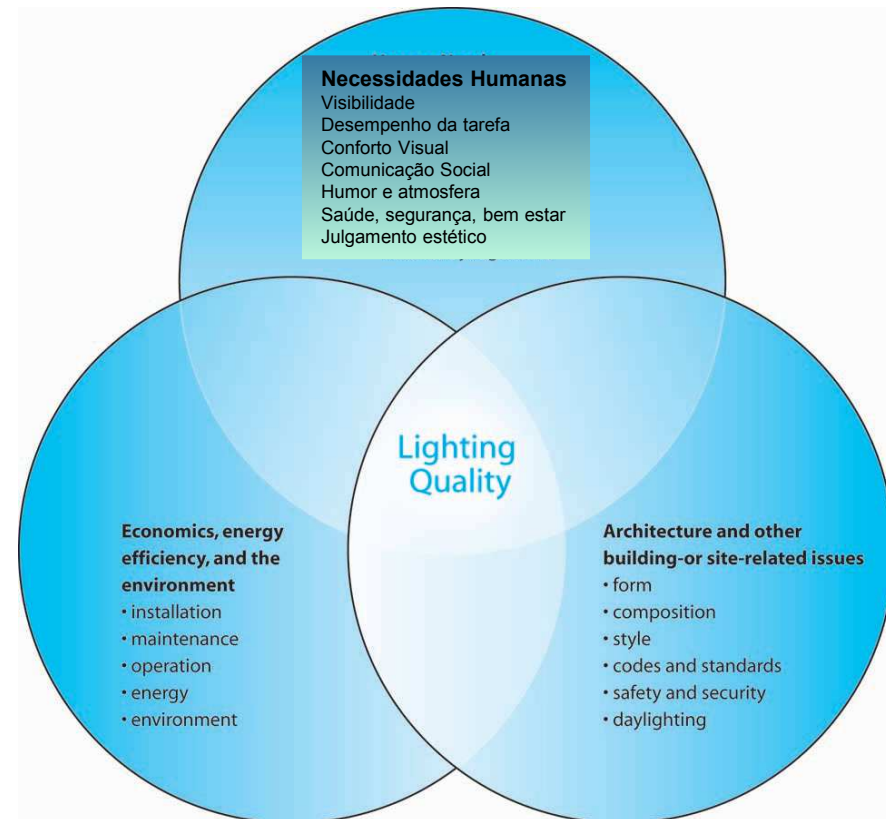 Necessidades Humanas
Visibilidade
Desempenho da tarefa
Conforto Visual
Comunicação Social
Humor e atmosfera
Saúde, segurança, bem estar
Julgamento estético
Lighting
Quality
Economics, energy
efficiency, and the
environment
• installation
• maintenance
• operation
• energy
• environment
Architecture and other
building-or site-related issues
• form
• composition
• style
• codes and standards
• safety and security
• daylighting